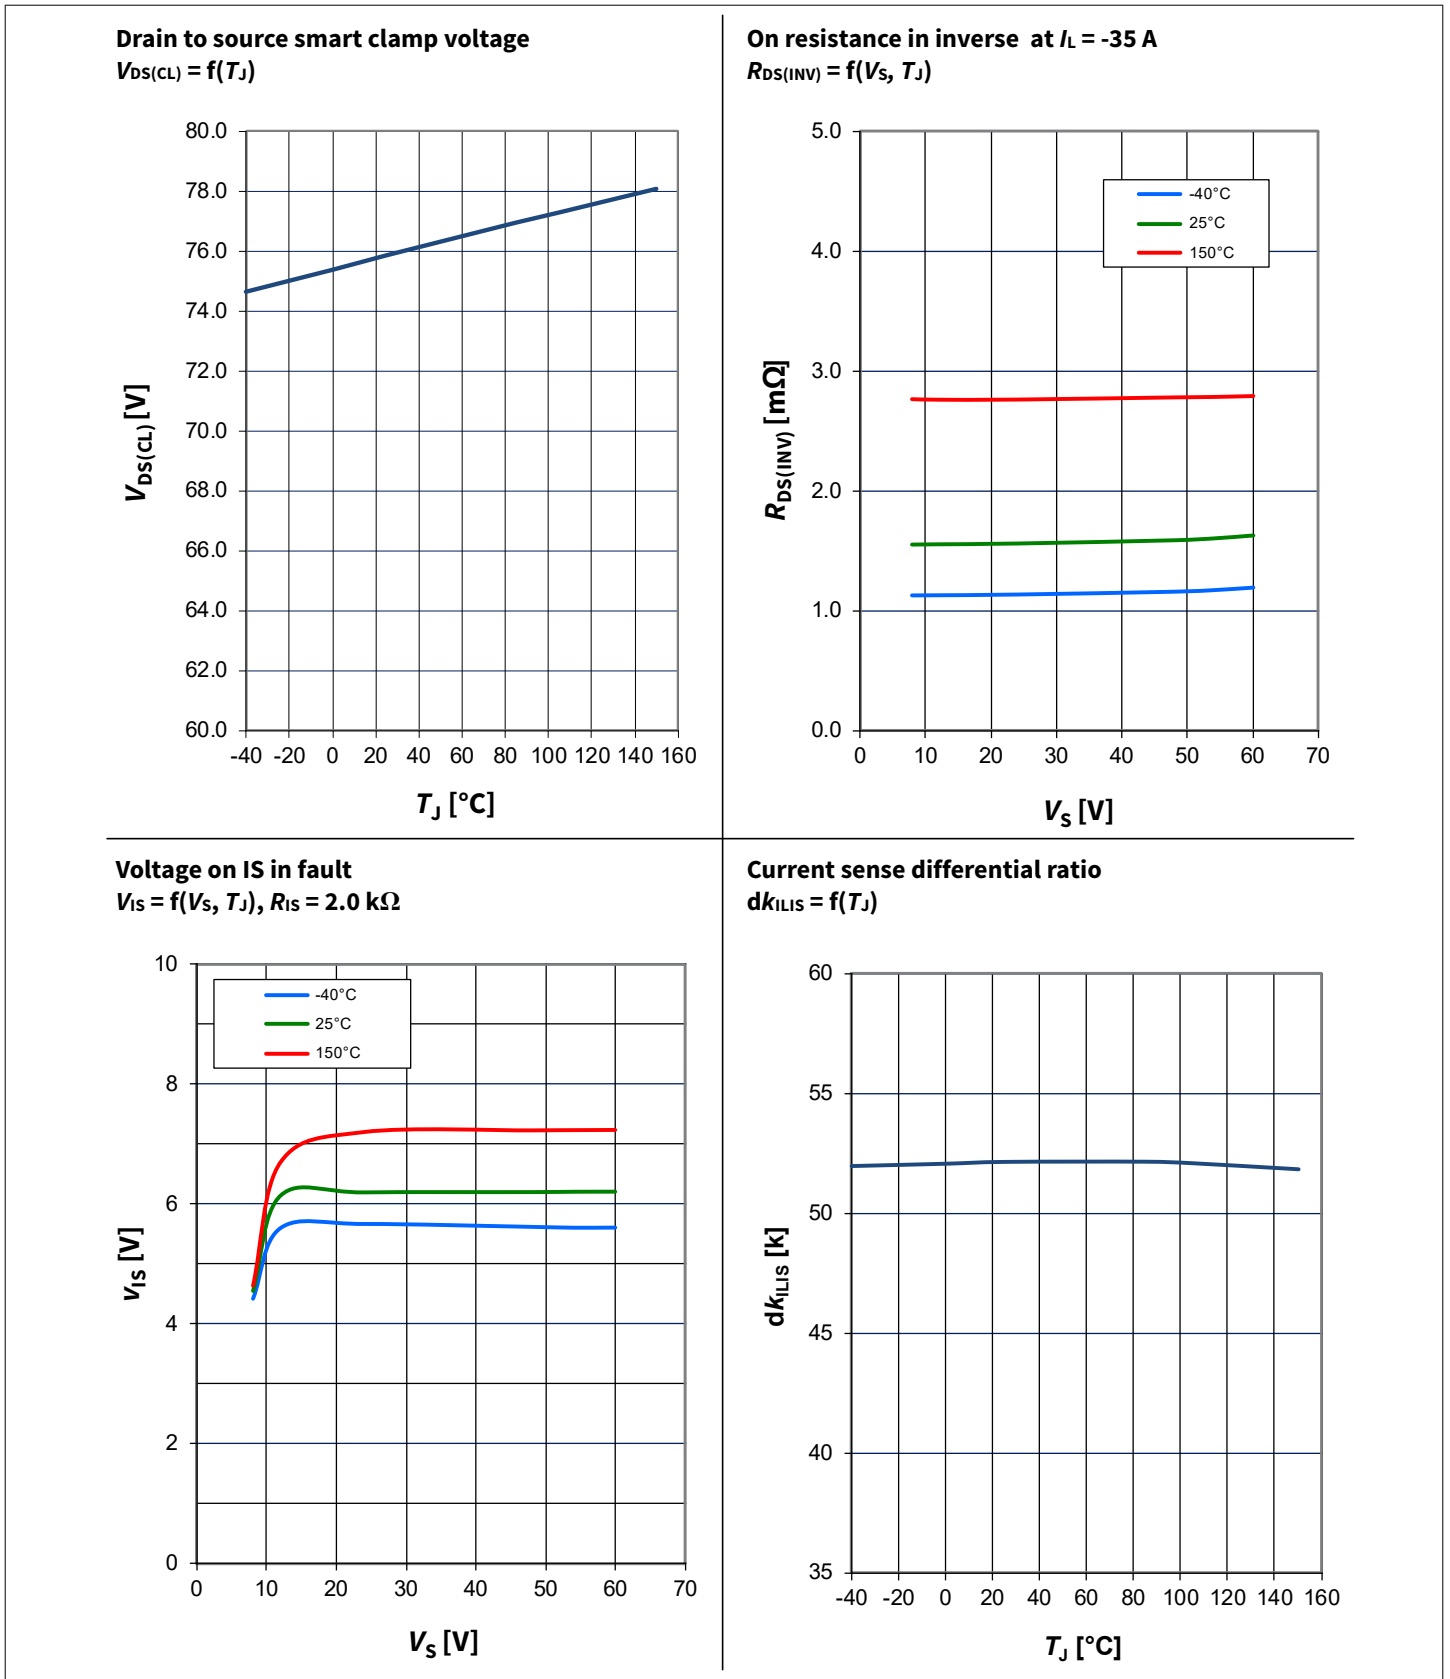 Drain to source smart clamp voltage
VDS(CL) = f(TJ)
80.0
78.0
76.0
74.0
72.0
70.0
68.0
66.0
64.0
62.0
60.0
VDS(CL) [V]
-40 -20 0 20 40 60 80 100 120 140 160
TJ [°C]
On resistance in inverse at IL = -35 A
RDS(INV) = f(VS, TJ)
5.0
4.0
3.0
2.0
1.0
0.0
-40°C
25°C
150°C
RDS(INV) [mΩ]
0 10 20 30 40 50 60 70
VS [V]
Voltage on IS in fault
VIS = f(VS, TJ), RIS = 2.0 kΩ
10
8
6
4
2
0
-40°C
25°C
150°C
vIS [V]
0 10 20 30 40 50 60 70
VS [V]
Current sense differential ratio
dkILIS = f(TJ)
60
55
50
45
40
35
dkILIS [k]
-40 -20 0 20 40 60 80 100 120 140 160
TJ [°C]